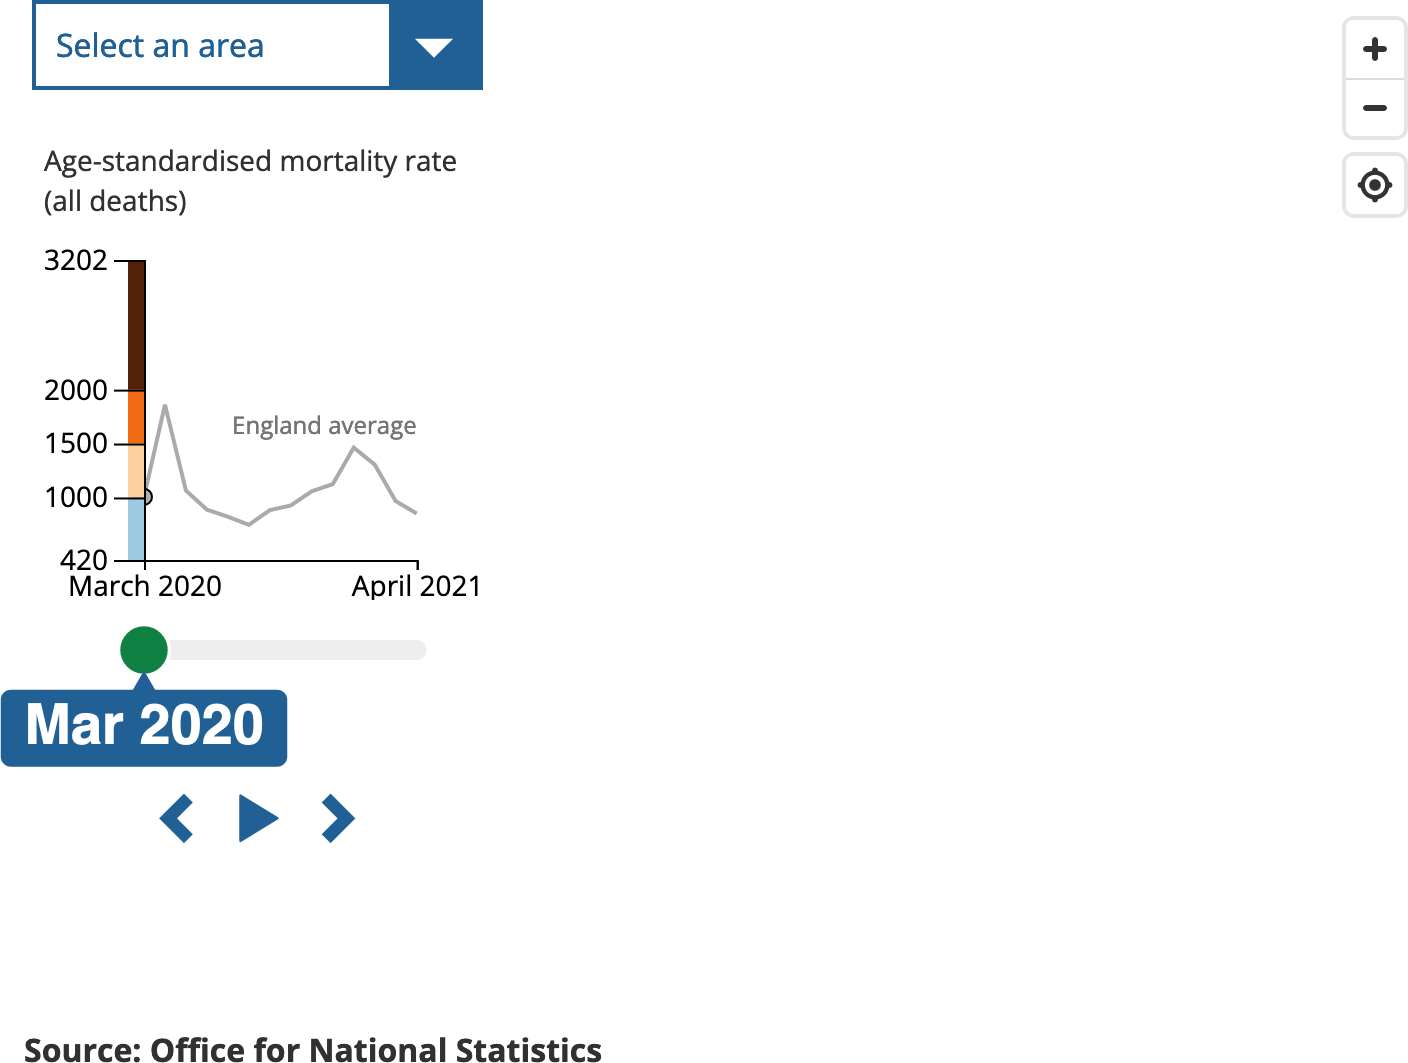 Select an area
Age-standardised mortality rate
(all deaths)
3202
2000
1500
1000
420
England average
March 2020
April 2021
Mar 2020
Source: Office for National Statistics